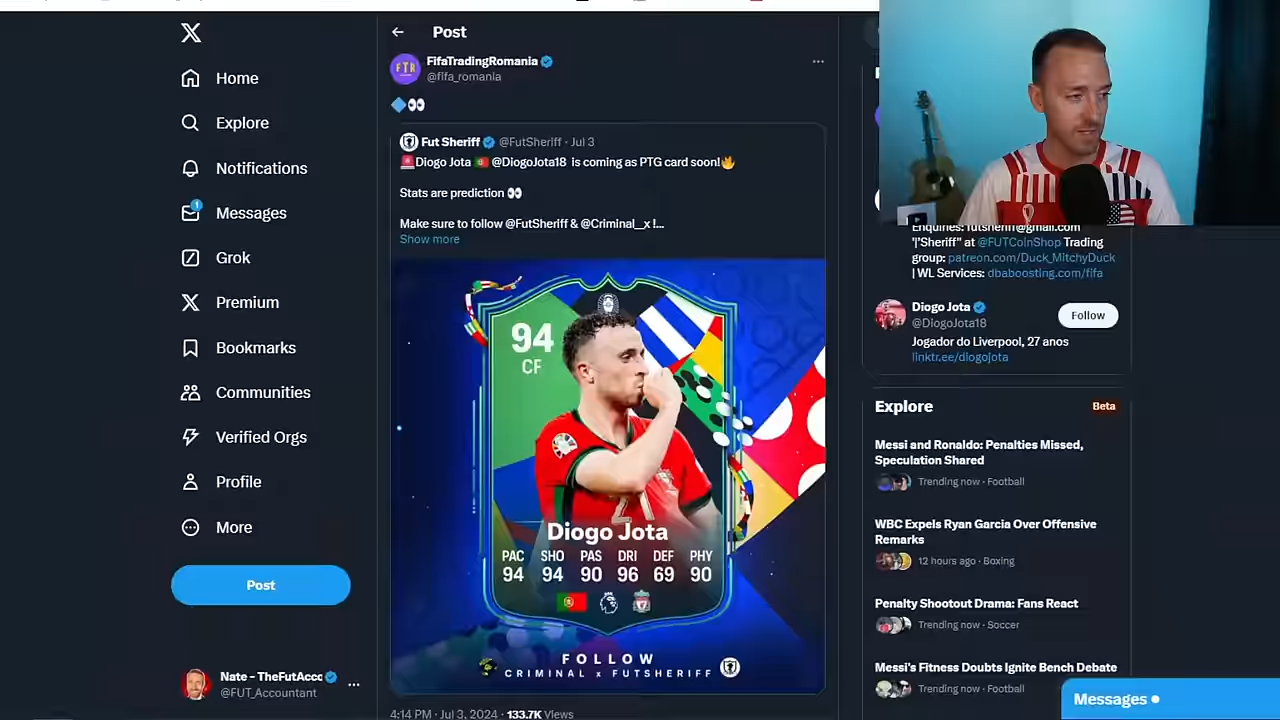 Post
FifaTradingRomania
@fifa_romania
Fut Sheriff @FutSheriff · Jul 3
🚨Diogo Jota 🇵🇹 @DiogoJota18 is coming as PTG card soon!🔥
Stats are prediction 👀
Make sure to follow @FutSheriff & @Criminal__x !...
Show more
94
CF
Diogo Jota
PAC SHO PAS DRI DEF PHY
94 94 90 96 69 90
FOLLOW
CRIMINAL x FUTSHERIFF
4:14 PM · Jul 3, 2024 · 133.7K Views
Home
Explore
Notifications
1
Messages
Grok
Premium
Bookmarks
Communities
Verified Orgs
Profile
More
Post
Nate - TheFutAcc
@FUT_Accountant
FTR
21
Enquiries: futsheriff@gmail.com
'|'Sheriff" at @FUTCoinShop Trading
group: patreon.com/Duck_MitchyDuck
| WL Services: dbaboosting.com/fifa
Diogo Jota
@DiogoJota18
Follow
Jogador do Liverpool, 27 anos
linktr.ee/diogojota
Explore
Beta
Messi and Ronaldo: Penalties Missed,
Speculation Shared
Trending now · Football
WBC Expels Ryan Garcia Over Offensive
Remarks
12 hours ago · Boxing
Penalty Shootout Drama: Fans React
Trending now · Soccer
Messi's Fitness Doubts Ignite Bench Debate
Trending now · Football
Messages